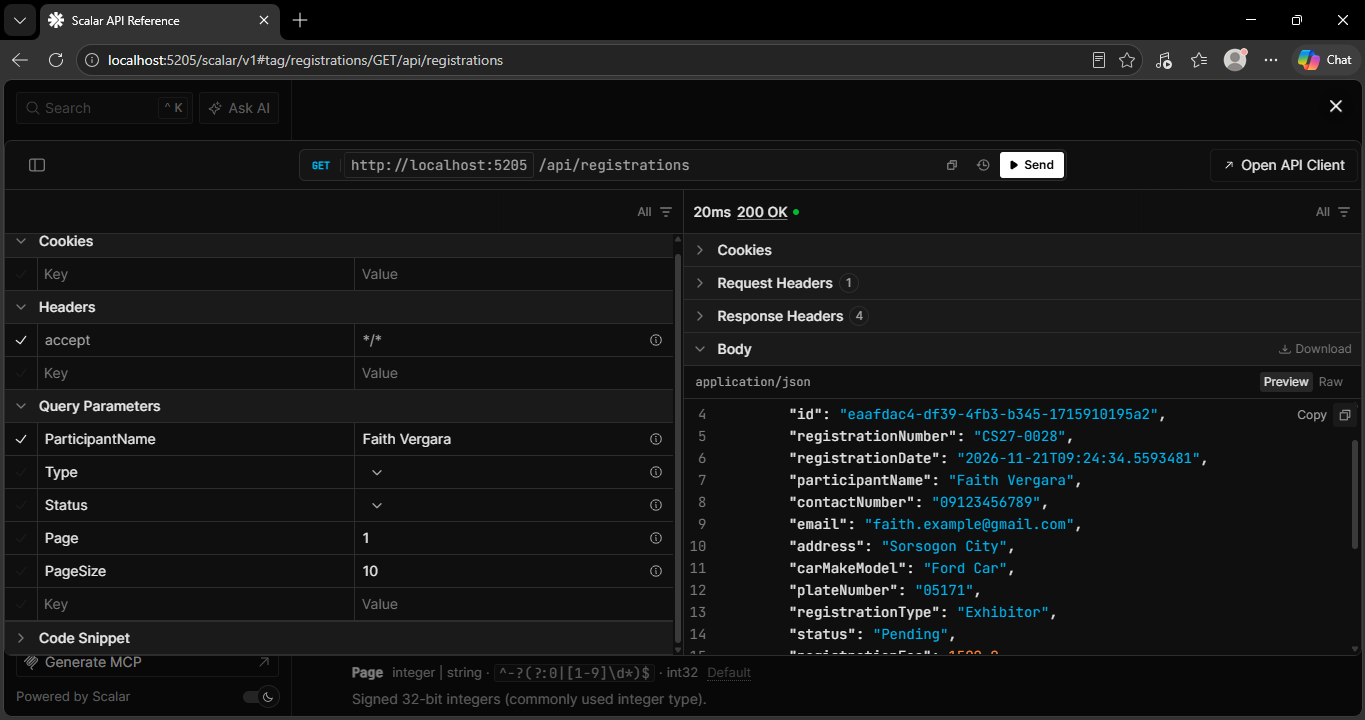 Scalar API Reference
localhost:5205/scalar/v1#tag/registrations/GET/api/registrations
Chat
Search
^ K
Ask AI
GET
http://localhost:5205 /api/registrations
Send
Open API Client
All
20ms 200 OK
All
Cookies
Key Value
Headers
accept */*
Key Value
Query Parameters
ParticipantName Faith Vergara
Type
Status
Page 1
PageSize 10
Key Value
Code Snippet
Cookies
Request Headers 1
Response Headers 4
Body
Download
application/json
Preview Raw
Copy
4 "id": "eaafdac4-df39-4fb3-b345-1715910195a2",
5 "registrationNumber": "CS27-0028",
6 "registrationDate": "2026-11-21T09:24:34.5593481",
7 "participantName": "Faith Vergara",
8 "contactNumber": "09123456789",
9 "email": "faith.example@gmail.com",
10 "address": "Sorsogon City",
11 "carMakeModel": "Ford Car",
12 "plateNumber": "05171",
13 "registrationType": "Exhibitor",
14 "status": "Pending",
Generate MCP
Powered by Scalar
Page integer | string · ^-?(?:0|[1-9]\d*)$ · int32 Default
Signed 32-bit integers (commonly used integer type).